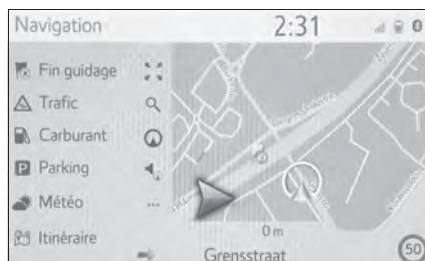 Navigation 2:31
Fin guidage
Trafic
Carburant
P Parking
Météo
Itinéraire
0 m
Grensstraat
50